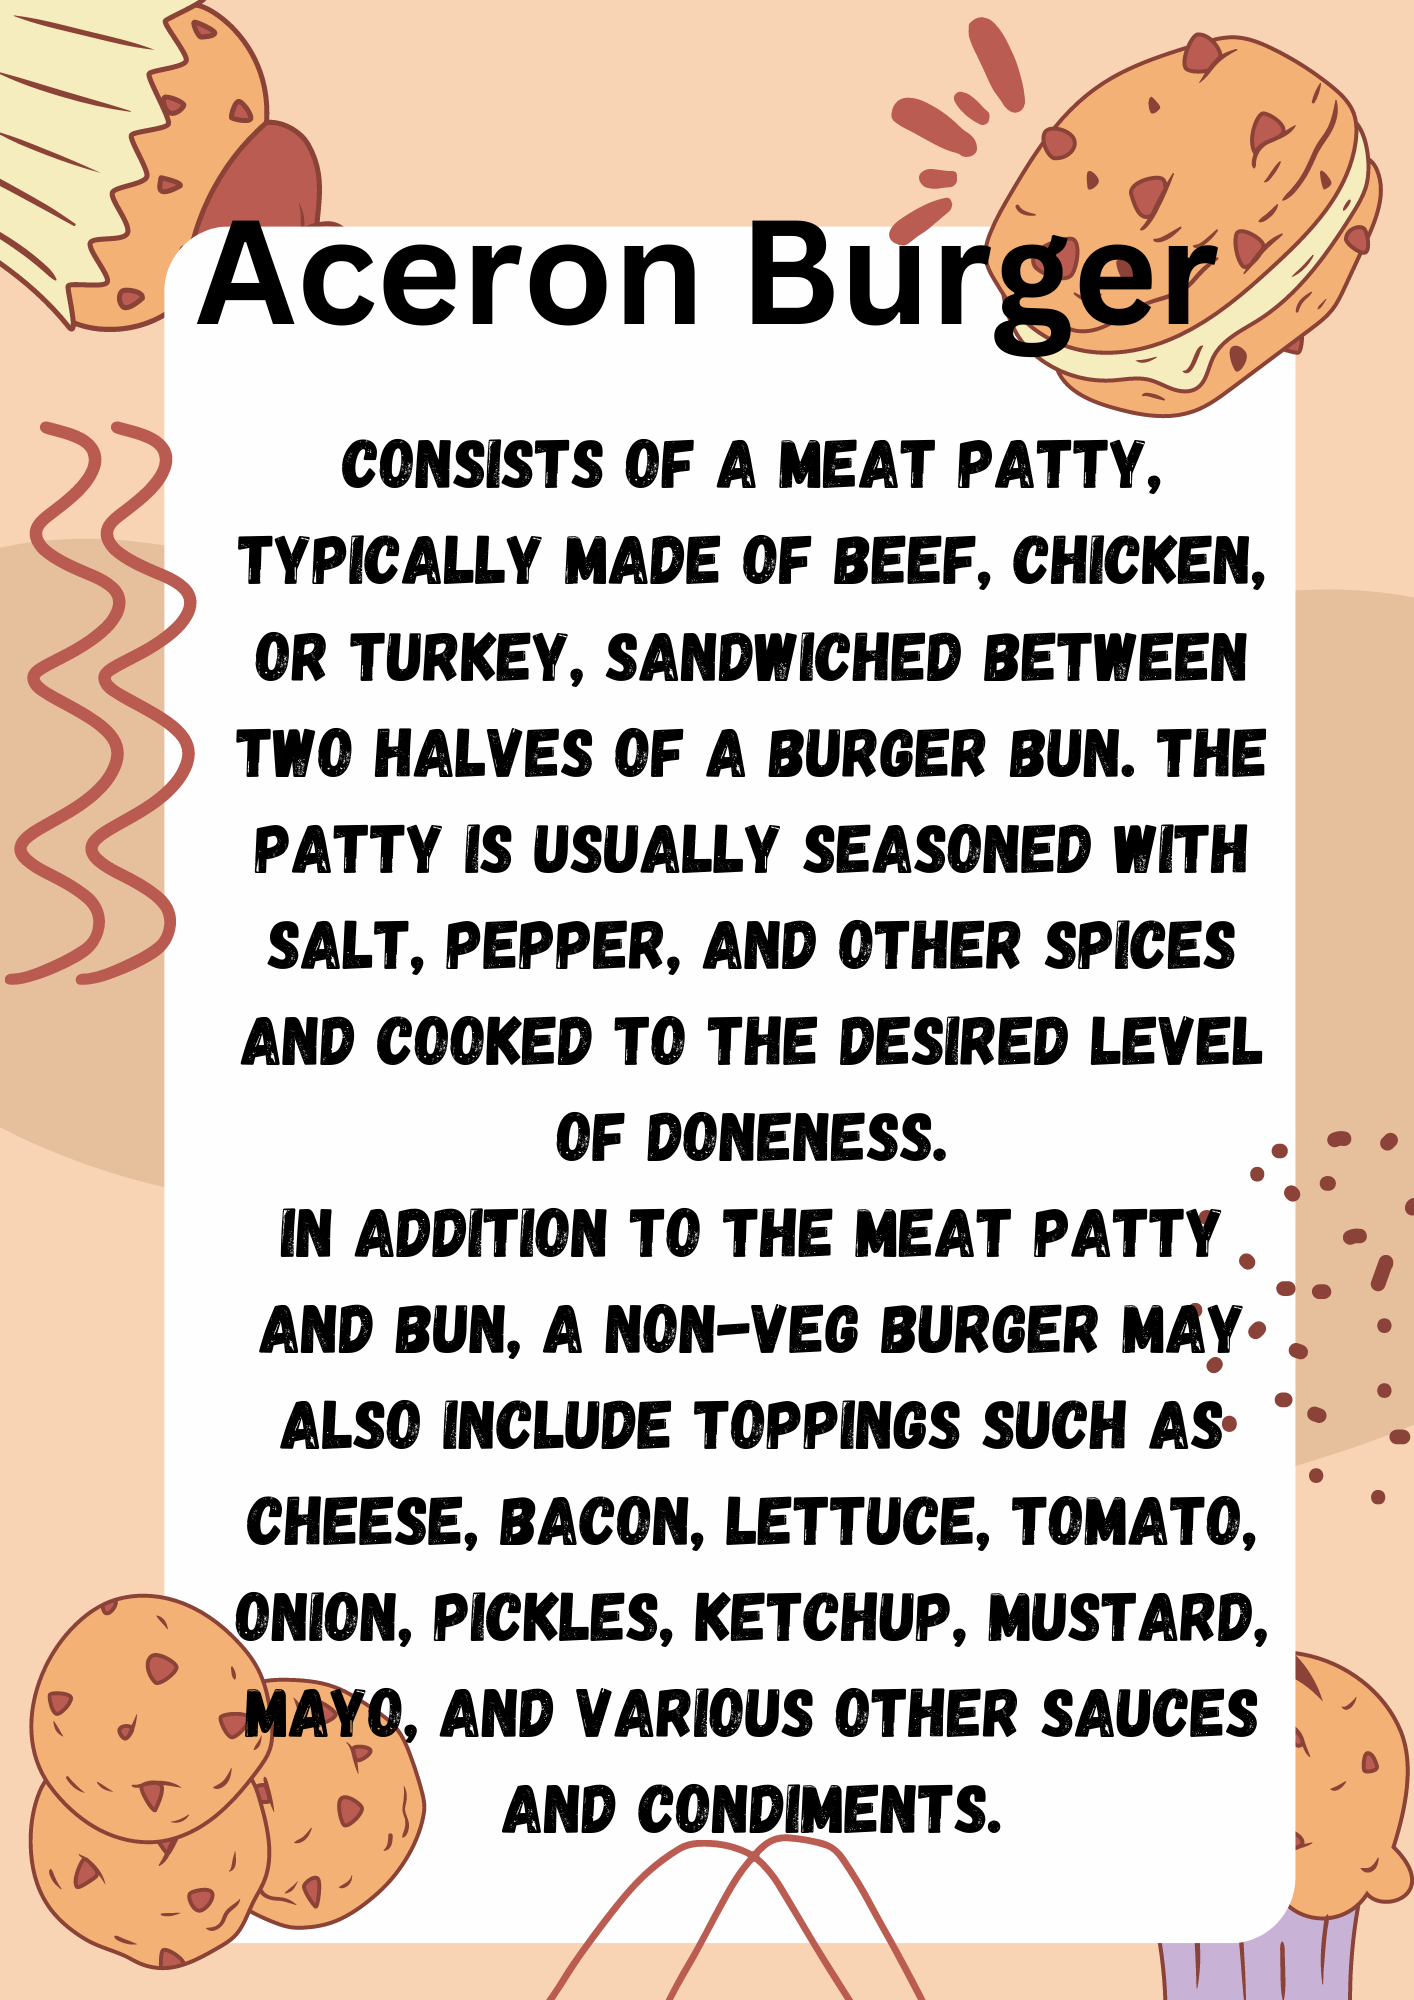 Aceron Burger
CONSISTS OF A MEAT PATTY,
TYPICALLY MADE OF BEEF, CHICKEN,
OR TURKEY, SANDWICHED BETWEEN
TWO HALVES OF A BURGER BUN. THE
PATTY IS USUALLY SEASONED WITH
SALT, PEPPER, AND OTHER SPICES
AND COOKED TO THE DESIRED LEVEL
OF DONENESS.
IN ADDITION TO THE MEAT PATTY
AND BUN, A NON-VEG BURGER MAY
ALSO INCLUDE TOPPINGS SUCH AS
CHEESE, BACON, LETTUCE, TOMATO,
ONION, PICKLES, KETCHUP, MUSTARD,
MAYO, AND VARIOUS OTHER SAUCES
AND CONDIMENTS.